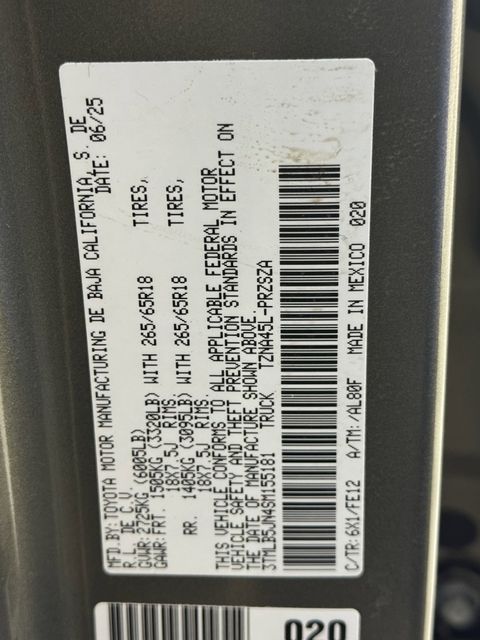 MFD.BY:TOYOTA MOTOR MANUFACTURING DE BAJA CALIFORNIA, S. DE
R.L. DE C.V. DATE: 06/25
GVWR: 2725KG (6005LB)
GAWR: FRT. 1505KG (3320LB) WITH 265/65R18 TIRES,
18X7.5J RIMS.
RR. 1405KG (3095LB) WITH 265/65R18 TIRES,
18X7.5J RIMS.
THIS VEHICLE CONFORMS TO ALL APPLICABLE FEDERAL MOTOR
VEHICLE SAFETY AND THEFT PREVENTION STANDARDS IN EFFECT ON
THE DATE OF MANUFACTURE SHOWN ABOVE.
3TMLB5JN4SM155181 TRUCK TZNA45L-PRZSZA
C/TR:6X1/FE12 A/TM:/AL80F MADE IN MEXICO 020
020